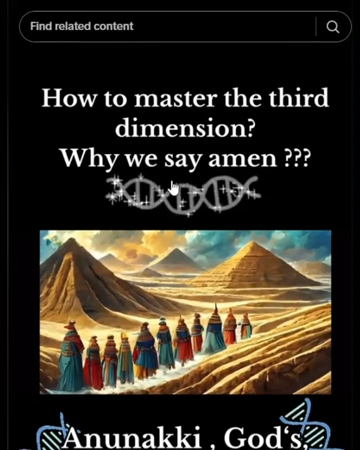 Find related content
How to master the third
dimension?
Why we say amen ???
Anunakki , God's,